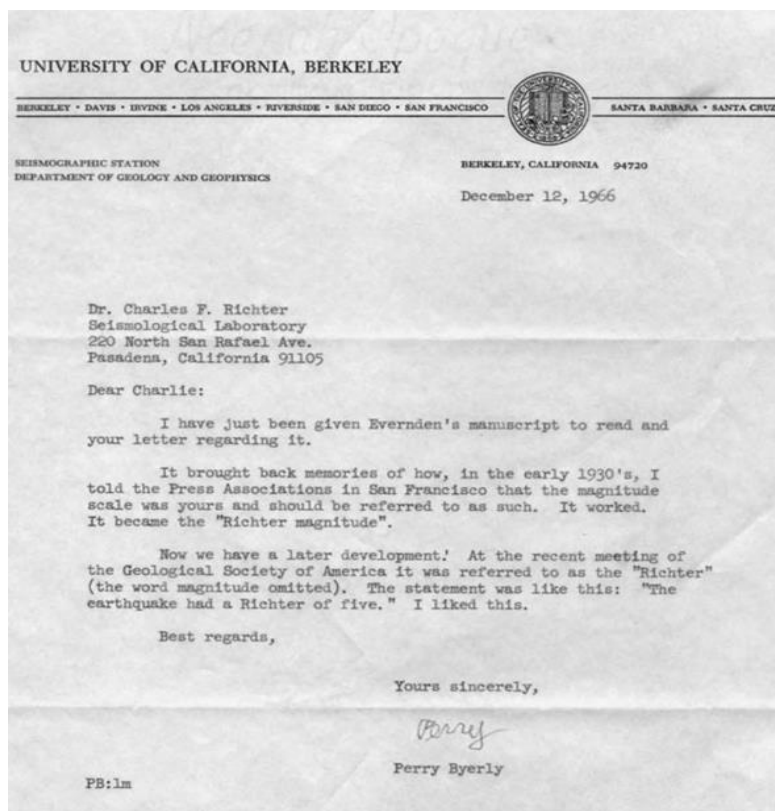 UNIVERSITY OF CALIFORNIA, BERKELEY
BERKELEY • DAVIS • IRVINE • LOS ANGELES • RIVERSIDE • SAN DIEGO • SAN FRANCISCO
SANTA BARBARA • SANTA CRUZ
SEISMOGRAPHIC STATION
DEPARTMENT OF GEOLOGY AND GEOPHYSICS
BERKELEY, CALIFORNIA 94720
December 12, 1966
Dr. Charles F. Richter
Seismological Laboratory
220 North San Rafael Ave.
Pasadena, California 91105
Dear Charlie:
I have just been given Evernden's manuscript to read and
your letter regarding it.
It brought back memories of how, in the early 1930's, I
told the Press Associations in San Francisco that the magnitude
scale was yours and should be referred to as such. It worked.
It became the "Richter magnitude".
Now we have a later development.' At the recent meeting of
the Geological Society of America it was referred to as the "Richter"
(the word magnitude omitted). The statement was like this: "The
earthquake had a Richter of five." I liked this.
Best regards,
Yours sincerely,
Perry
Perry Byerly
PB:lm